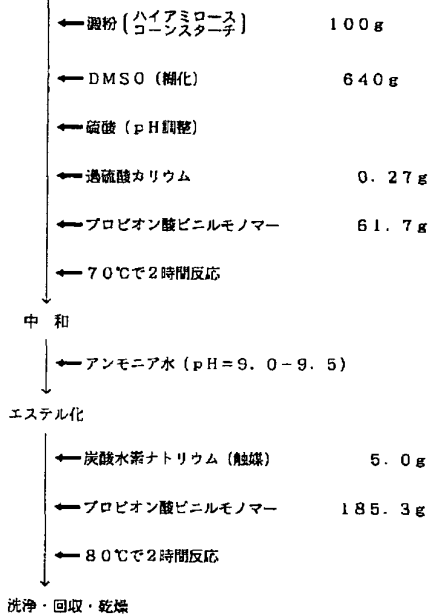 澱粉(ハイアミロースコーンスターチ) 100g
DMSO(糊化) 640g
硫酸(pH調整)
過硫酸カリウム 0.27g
プロピオン酸ビニルモノマー 61.7g
70℃で2時間反応
中 和
アンモニア水(pH=9.0-9.5)
エステル化
炭酸水素ナトリウム(触媒) 5.0g
プロピオン酸ビニルモノマー 185.3g
80℃で2時間反応
洗浄・回収・乾燥